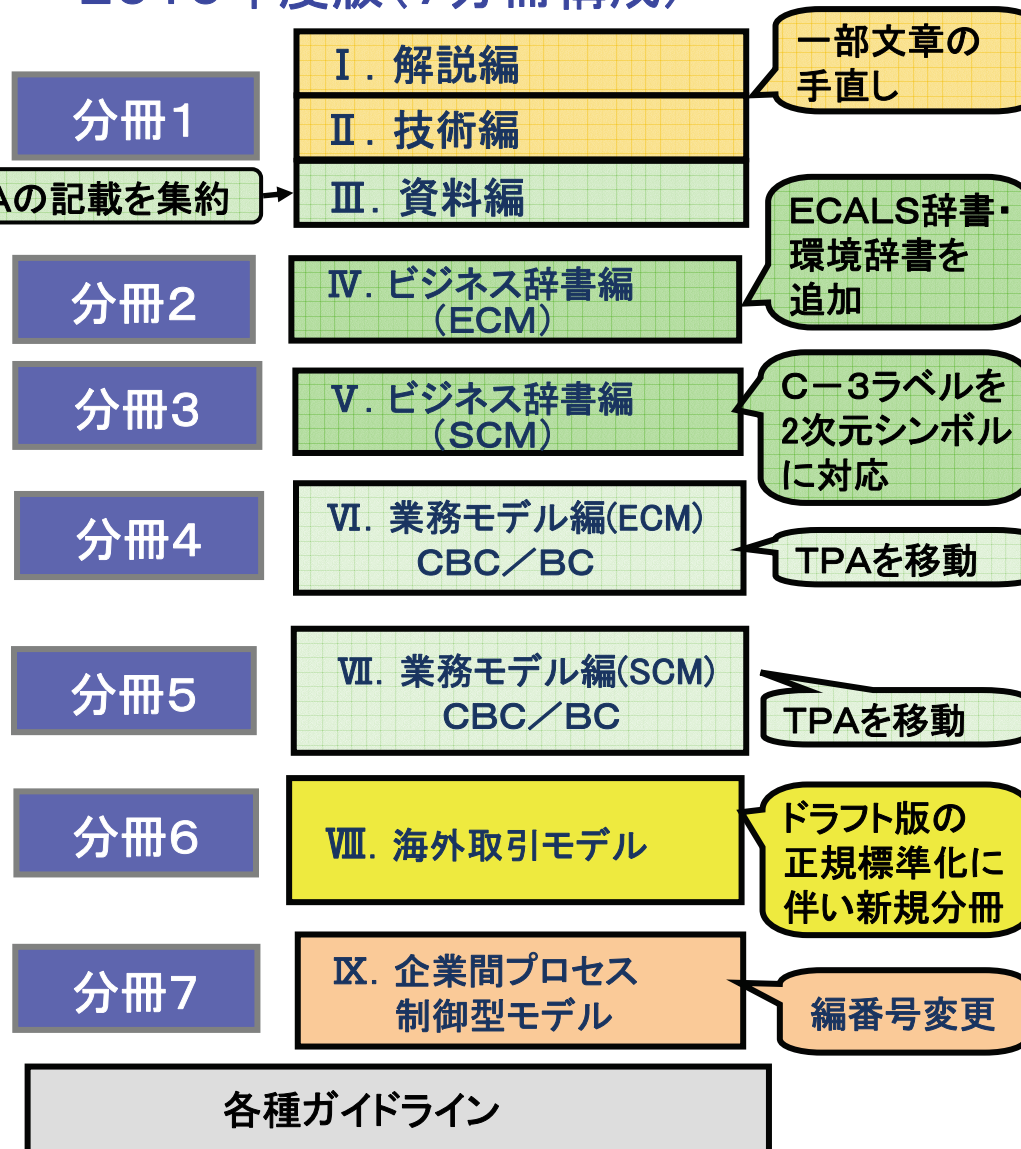 分冊1
Ⅰ. 解説編
Ⅱ. 技術編
Ⅲ. 資料編
一部文章の
手直し
の記載を集約
分冊2
Ⅳ. ビジネス辞書編
(ECM)
ECALS辞書・
環境辞書を
追加
分冊3
Ⅴ. ビジネス辞書編
(SCM)
C－3ラベルを
2次元シンボル
に対応
分冊4
Ⅵ. 業務モデル編(ECM)
CBC／BC
TPAを移動
分冊5
Ⅶ. 業務モデル編(SCM)
CBC／BC
TPAを移動
分冊6
Ⅷ. 海外取引モデル
ドラフト版の
正規標準化に
伴い新規分冊
分冊7
Ⅸ. 企業間プロセス
制御型モデル
編番号変更
各種ガイドライン